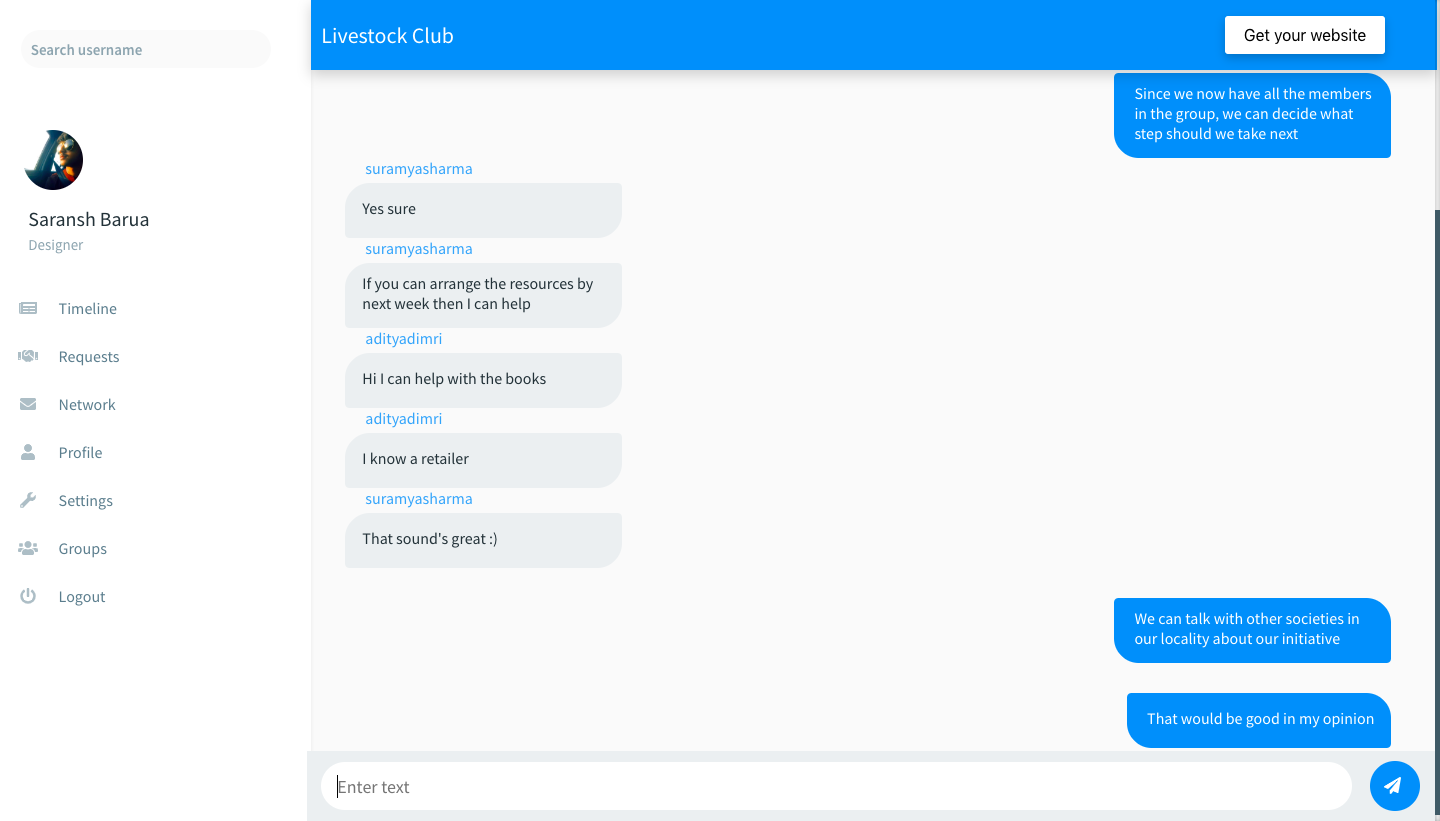 Search username
Saransh Barua
Designer
Timeline
Requests
Network
Profile
Settings
Groups
Logout
Livestock Club
Get your website
Since we now have all the members
in the group, we can decide what
step should we take next
suramyasharma
Yes sure
suramyasharma
If you can arrange the resources by
next week then I can help
adityadimri
Hi I can help with the books
adityadimri
I know a retailer
suramyasharma
That sound's great :)
We can talk with other societies in
our locality about our initiative
That would be good in my opinion
Enter text